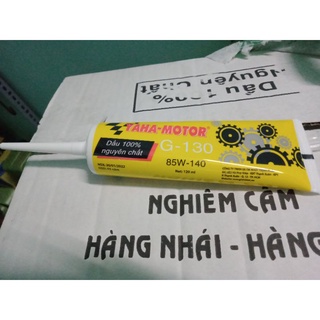 Dầu 100%
Nguyên Chất
TAHA-MOTOR
Dầu 100%
nguyên chất
G-130
85W-140
NGHIÊM CẤM
HÀNG NHÁI - HÀNG